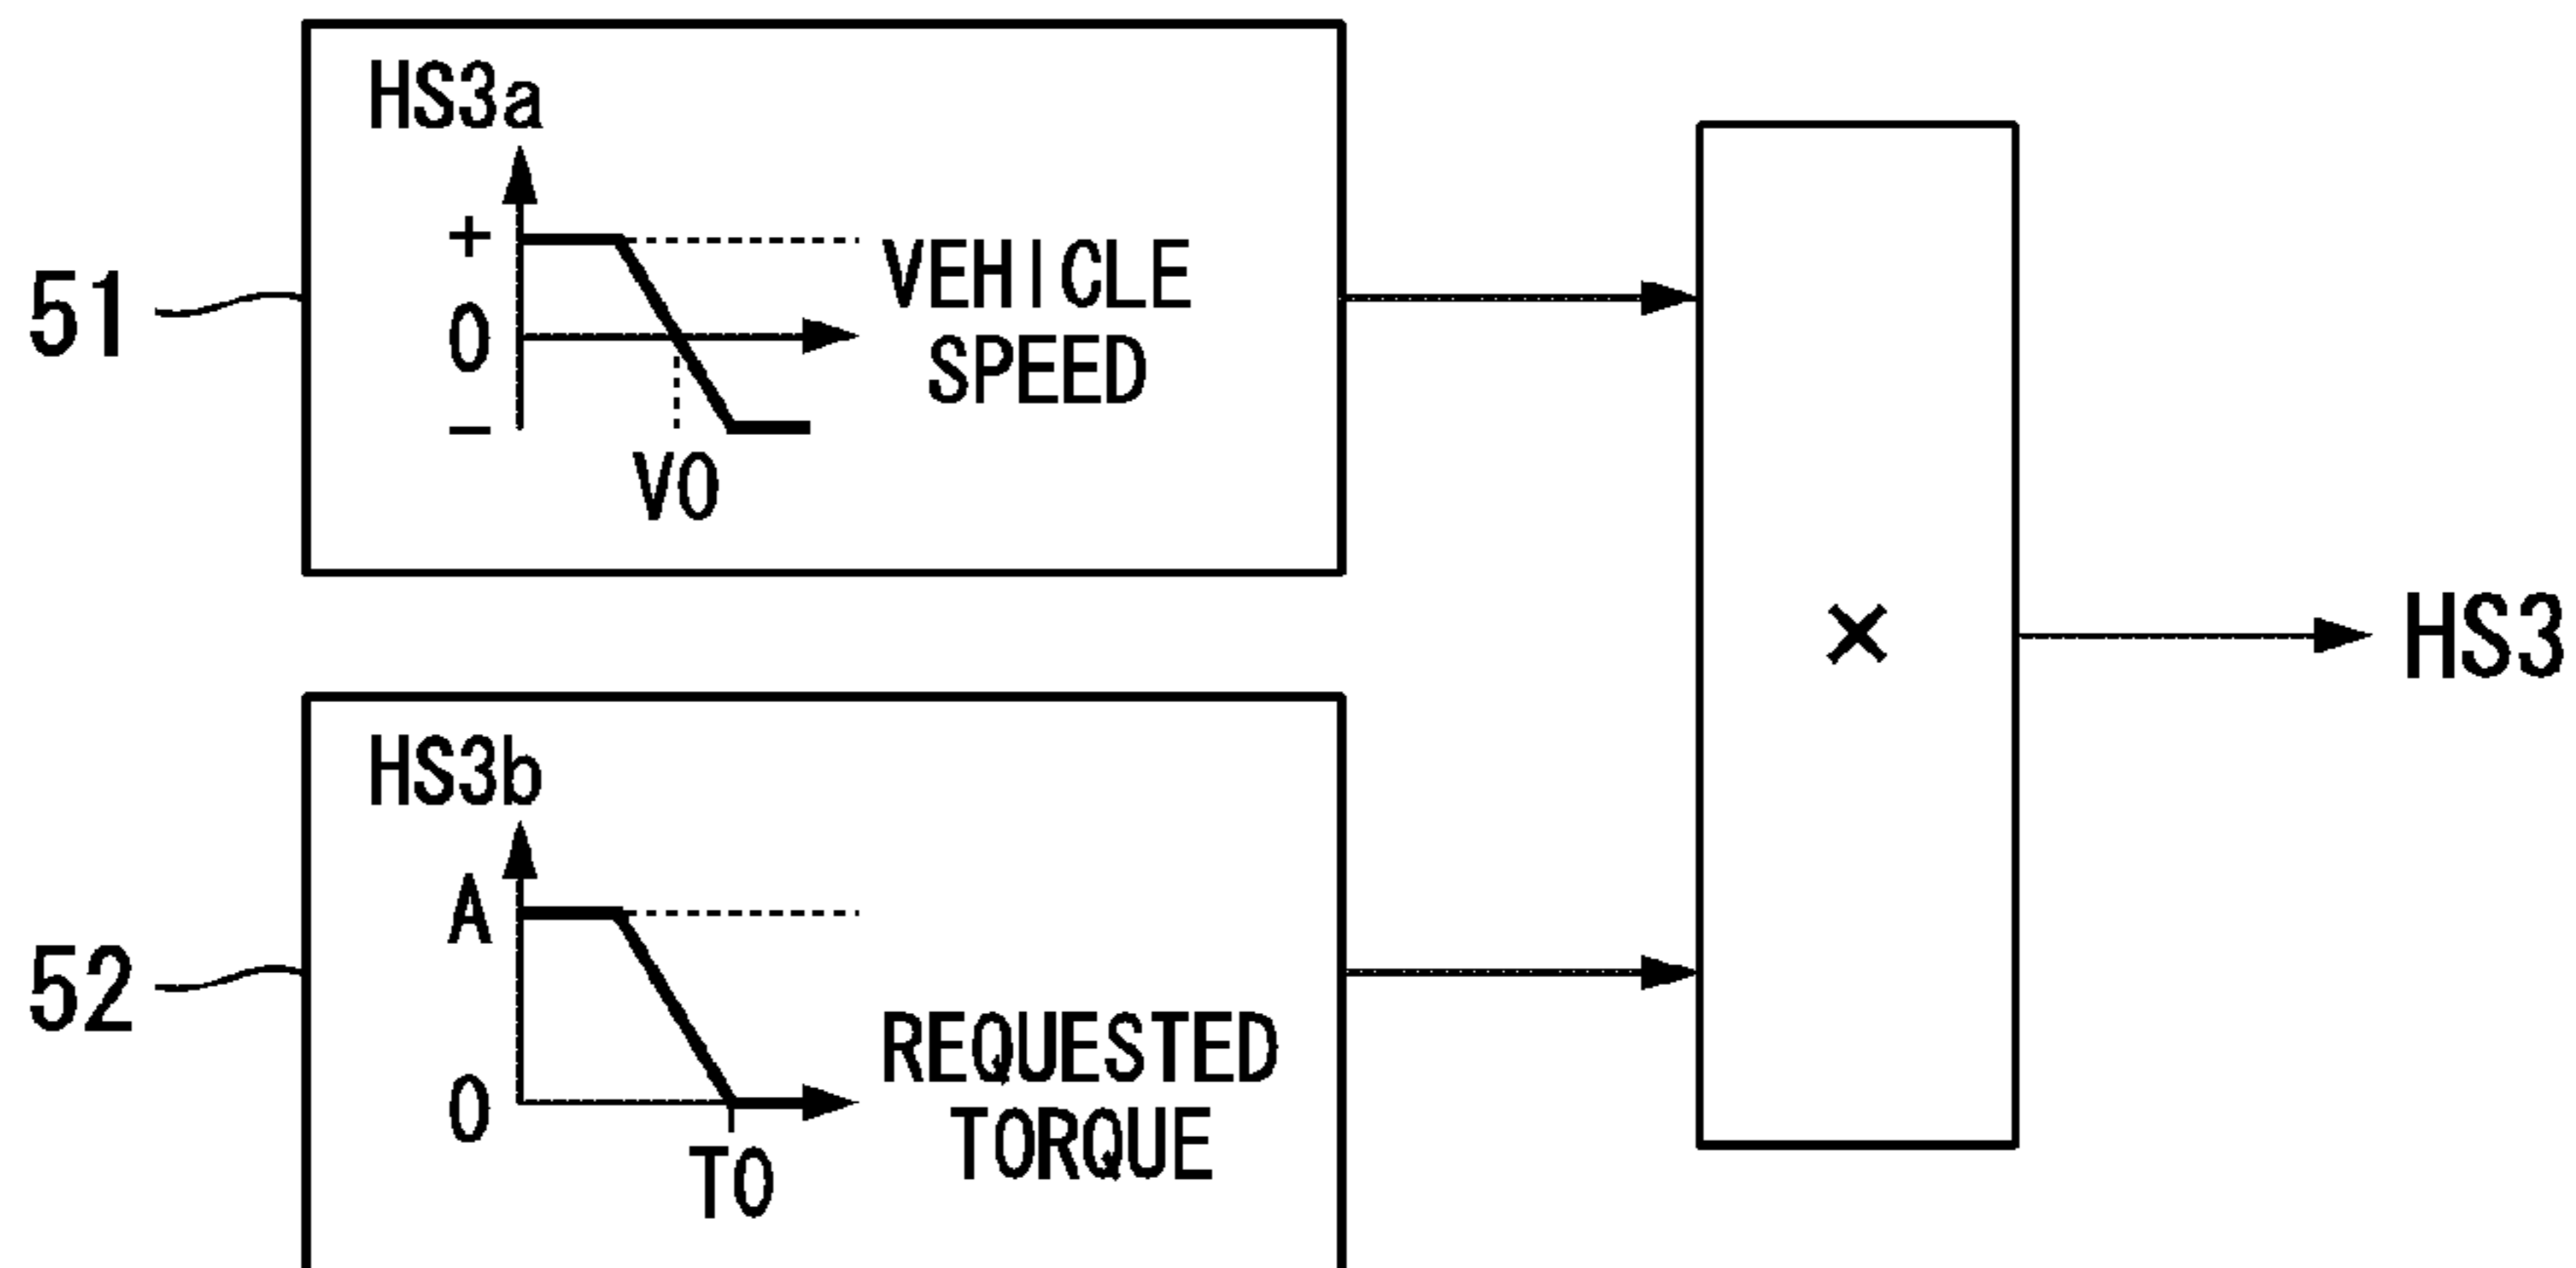 HS3a
+
0
-
VEHICLE
SPEED
V0
51
×
HS3
HS3b
A
0
REQUESTED
TORQUE
T0
52